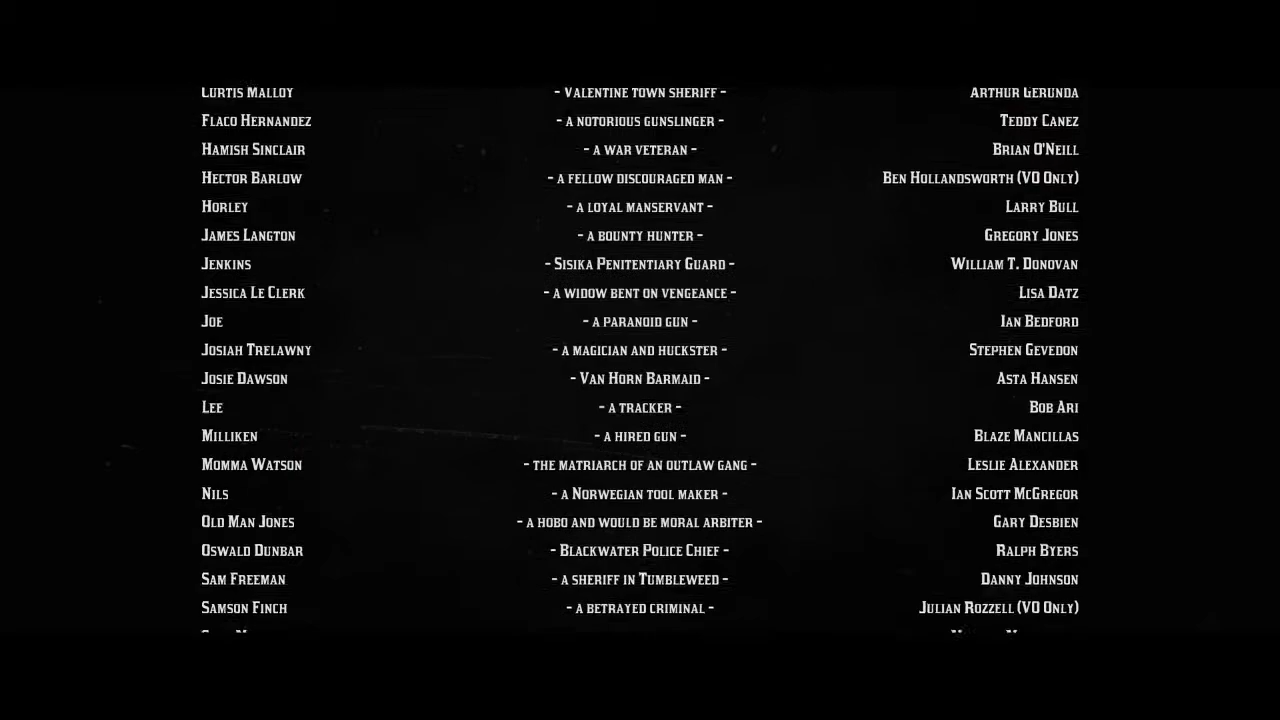 Curtis Malloy - Valentine town sheriff - Arthur Gerunda
Flaco Hernandez - a notorious gunslinger - Teddy Canez
Hamish Sinclair - a war veteran - Brian O'Neill
Hector Barlow - a fellow discouraged man - Ben Hollandsworth (VO Only)
Horley - a loyal manservant - Larry Bull
James Langton - a bounty hunter - Gregory Jones
Jenkins - Sisika Penitentiary Guard - William T. Donovan
Jessica Le Clerk - a widow bent on vengeance - Lisa Datz
Joe - a paranoid gun - Ian Bedford
Josiah Trelawny - a magician and huckster - Stephen Gevedon
Josie Dawson - Van Horn Barmaid - Asta Hansen
Lee - a tracker - Bob Ari
Milliken - a hired gun - Blaze Mancillas
Momma Watson - the matriarch of an outlaw gang - Leslie Alexander
Nils - a Norwegian tool maker - Ian Scott McGregor
Old Man Jones - a hobo and would be moral arbiter - Gary Desbien
Oswald Dunbar - Blackwater Police Chief - Ralph Byers
Sam Freeman - a sheriff in Tumbleweed - Danny Johnson
Samson Finch - a betrayed criminal - Julian Rozzell (VO Only)